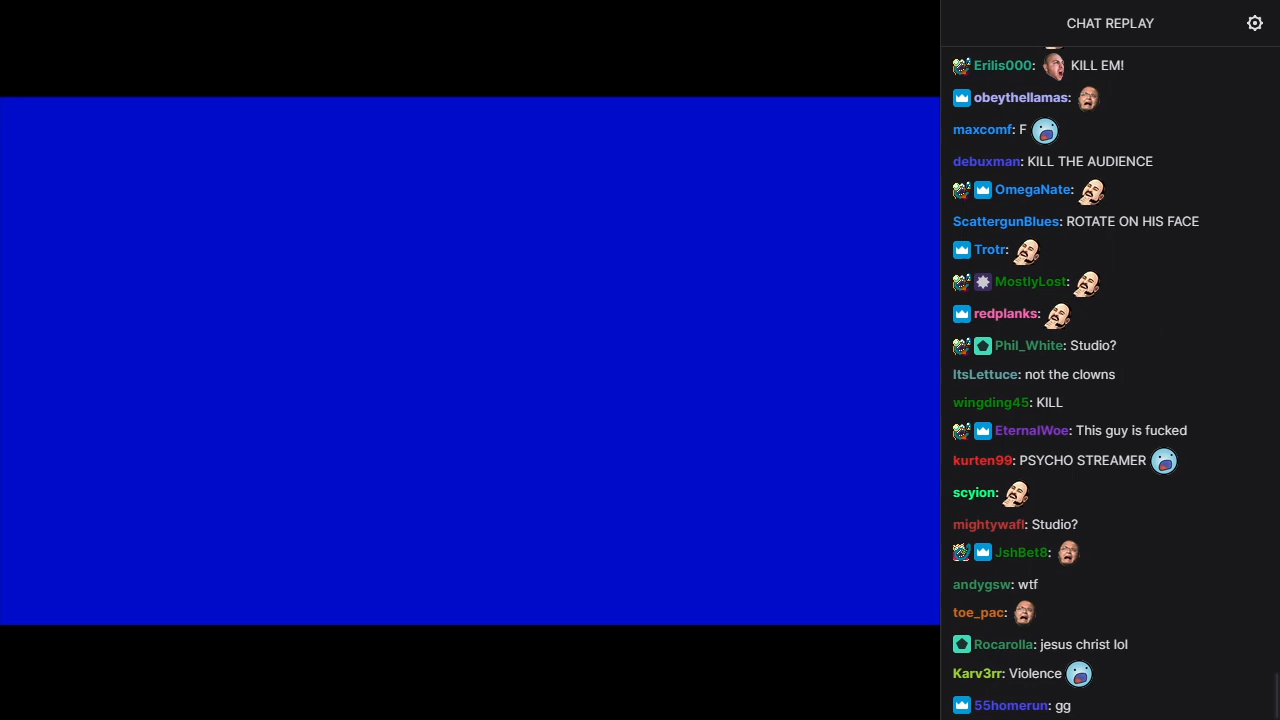 CHAT REPLAY
Erilis000: KILL EM!
obeythellamas:
maxcomf: F
debuxman: KILL THE AUDIENCE
OmegaNate:
ScattergunBlues: ROTATE ON HIS FACE
Trotr:
MostlyLost:
redplanks:
Phil_White: Studio?
ItsLettuce: not the clowns
wingding45: KILL
EternalWoe: This guy is fucked
kurten99: PSYCHO STREAMER
scyion:
mightywafl: Studio?
JshBet8:
andygsw: wtf
toe_pac:
Rocarolla: jesus christ lol
Karv3rr: Violence
55homerun: gg